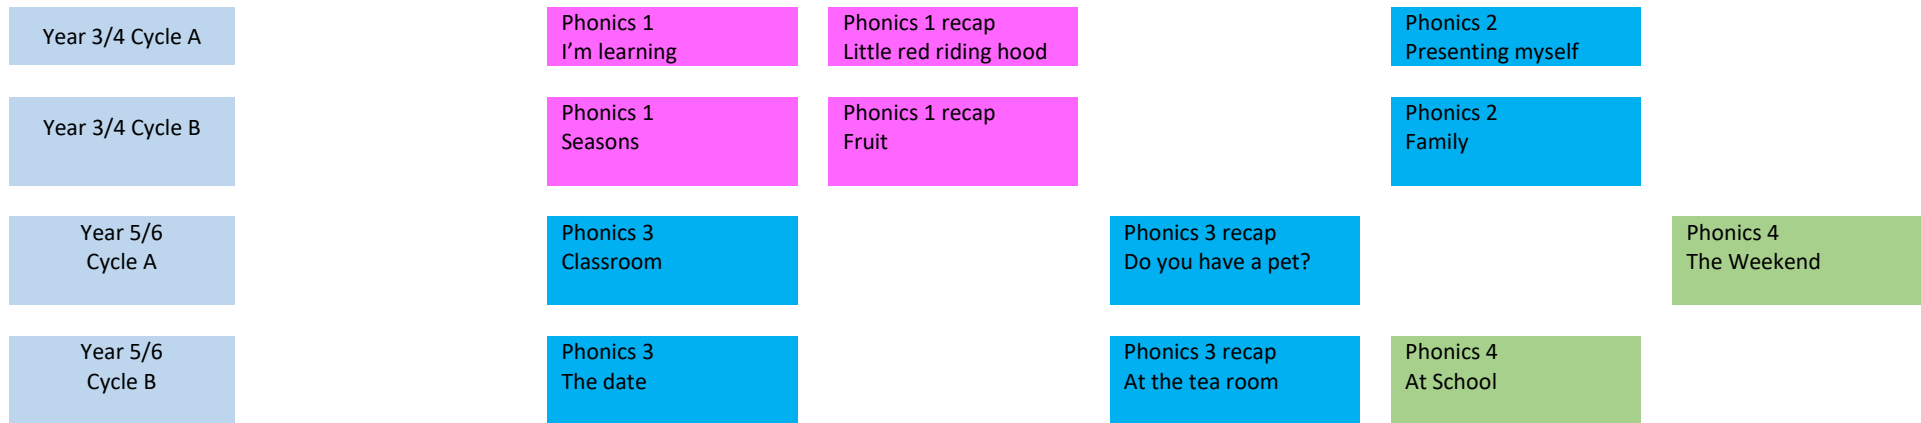 Year 3/4 Cycle A
Phonics 1
I’m learning
Phonics 1 recap
Little red riding hood
Phonics 2
Presenting myself
Year 3/4 Cycle B
Phonics 1
Seasons
Phonics 1 recap
Fruit
Phonics 2
Family
Year 5/6
Cycle A
Phonics 3
Classroom
Phonics 3 recap
Do you have a pet?
Phonics 4
The Weekend
Year 5/6
Cycle B
Phonics 3
The date
Phonics 3 recap
At the tea room
Phonics 4
At School